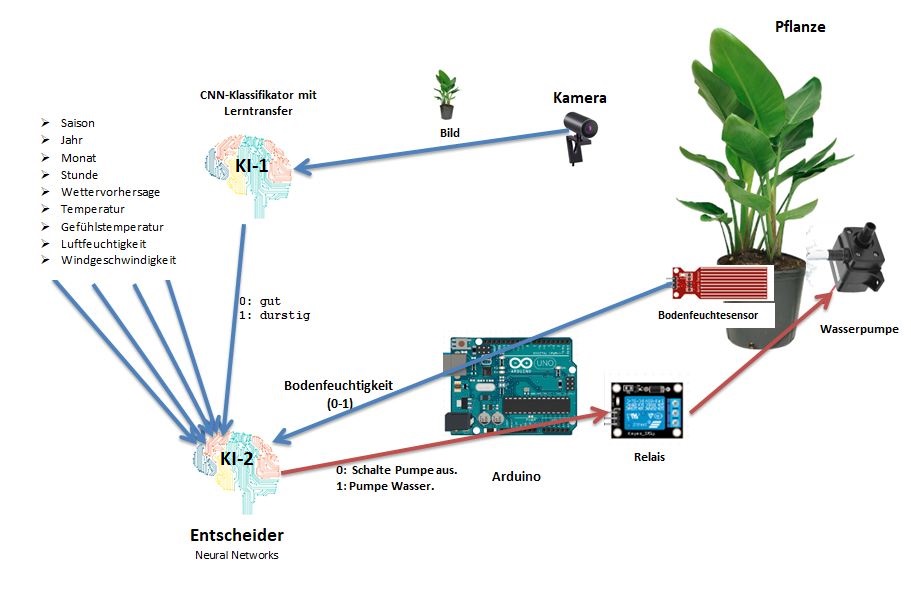 Pflanze
CNN-Klassifikator mit
Lerntransfer
Kamera
Bild
KI-1
Saison
Jahr
Monat
Stunde
Wettervorhersage
Temperatur
Gefühlstemperatur
Luftfeuchtigkeit
Windgeschwindigkeit
0: gut
1: durstig
Bodenfeuchtesensor
Wasserpumpe
UNO
ARDUINO
Bodenfeuchtigkeit
(0-1)
KI-2
0: Schalte Pumpe aus.
1: Pumpe Wasser.
Arduino
Relais
Entscheider
Neural Networks